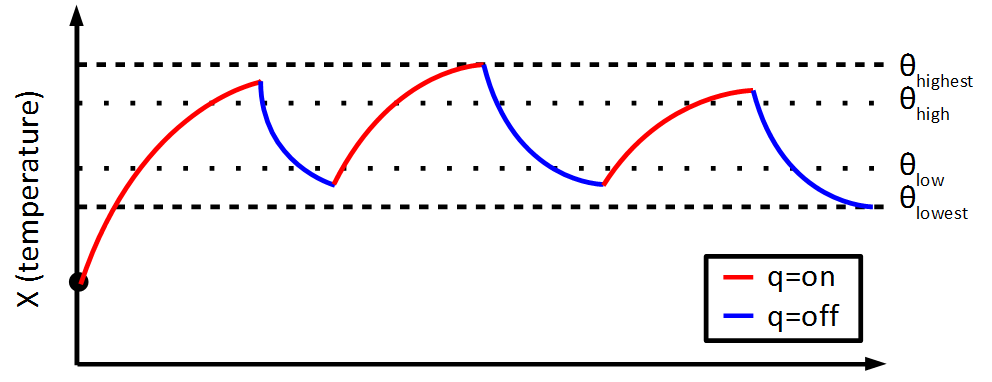 X (temperature)
θhighest
θhigh
θlow
θlowest
q=on
q=off